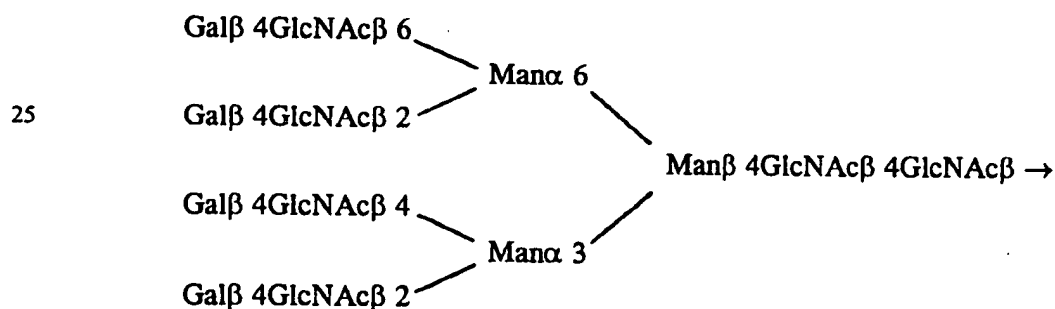 Galβ 4GlcNAcβ 6
Manα 6
25 Galβ 4GlcNAcβ 2
Manβ 4GlcNAcβ 4GlcNAcβ →
Galβ 4GlcNAcβ 4
Manα 3
Galβ 4GlcNAcβ 2